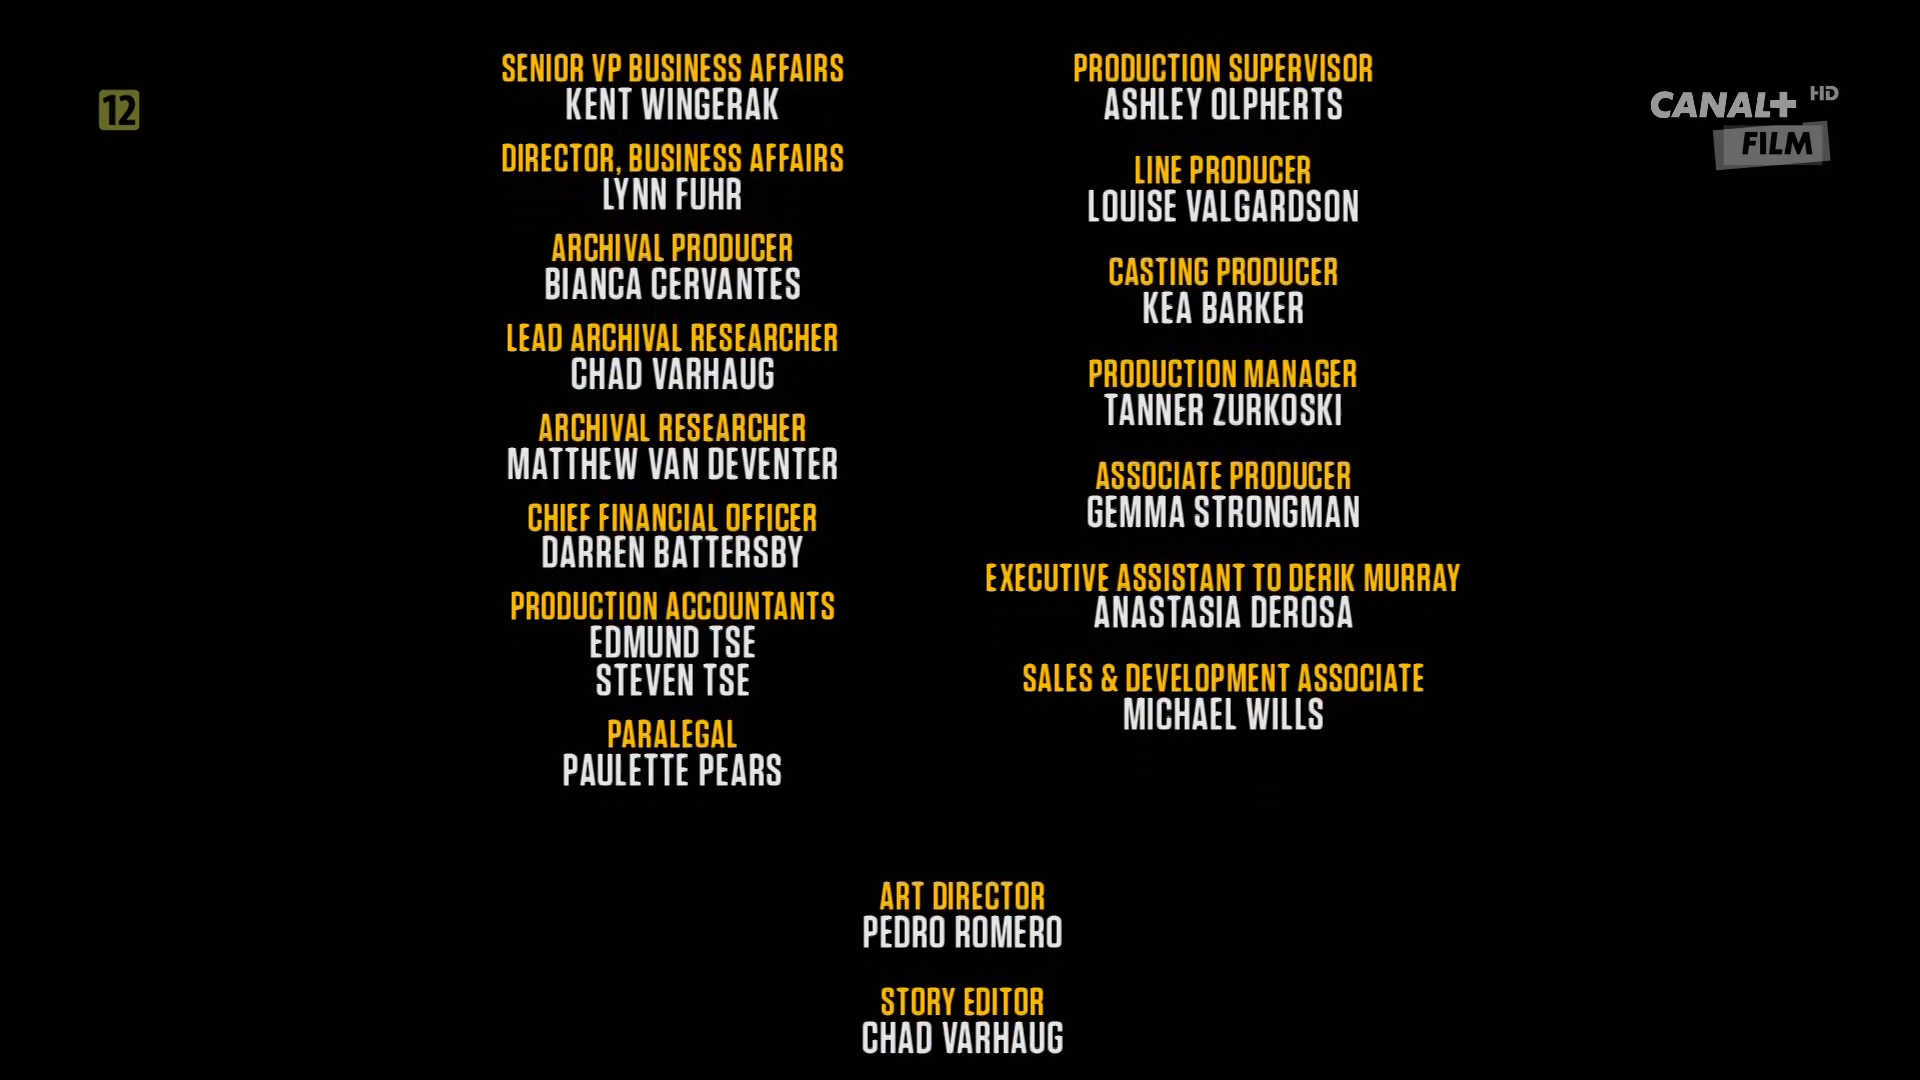 12
CANAL+ HD
FILM
SENIOR VP BUSINESS AFFAIRS
KENT WINGERAK
DIRECTOR, BUSINESS AFFAIRS
LYNN FUHR
ARCHIVAL PRODUCER
BIANCA CERVANTES
LEAD ARCHIVAL RESEARCHER
CHAD VARHAUG
ARCHIVAL RESEARCHER
MATTHEW VAN DEVENTER
CHIEF FINANCIAL OFFICER
DARREN BATTERSBY
PRODUCTION ACCOUNTANTS
EDMUND TSE
STEVEN TSE
PARALEGAL
PAULETTE PEARS
PRODUCTION SUPERVISOR
ASHLEY OLPHERTS
LINE PRODUCER
LOUISE VALGARDSON
CASTING PRODUCER
KEA BARKER
PRODUCTION MANAGER
TANNER ZURKOSKI
ASSOCIATE PRODUCER
GEMMA STRONGMAN
EXECUTIVE ASSISTANT TO DERIK MURRAY
ANASTASIA DEROSA
SALES & DEVELOPMENT ASSOCIATE
MICHAEL WILLS
ART DIRECTOR
PEDRO ROMERO
STORY EDITOR
CHAD VARHAUG